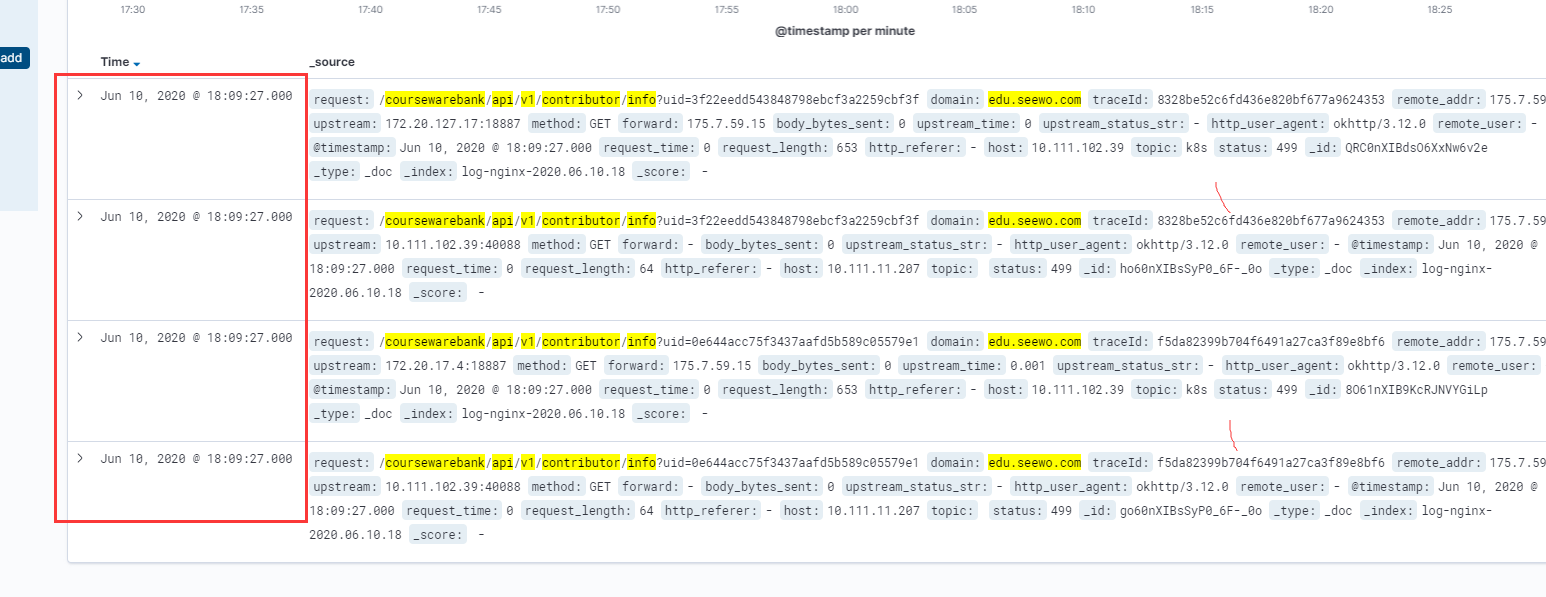 17:30 17:35 17:40 17:45 17:50 17:55 18:00 18:05 18:10 18:15 18:20 18:25
@timestamp per minute
add
Time _source
Jun 10, 2020 @ 18:09:27.000 request: /coursewarebank/api/v1/contributor/info?uid=3f22eedd543848798ebcf3a2259cbf3f domain: edu.seewo.com traceId: 8328be52c6fd436e820bf677a9624353 remote_addr: 175.7.59
upstream: 172.20.127.17:18887 method: GET forward: 175.7.59.15 body_bytes_sent: 0 upstream_time: 0 upstream_status_str: - http_user_agent: okhttp/3.12.0 remote_user: -
@timestamp: Jun 10, 2020 @ 18:09:27.000 request_time: 0 request_length: 653 http_referer: - host: 10.111.102.39 topic: k8s status: 499 _id: QRC0nXIBdsO6XxNw6v2e
_type: _doc _index: log-nginx-2020.06.10.18 _score: -
Jun 10, 2020 @ 18:09:27.000 request: /coursewarebank/api/v1/contributor/info?uid=3f22eedd543848798ebcf3a2259cbf3f domain: edu.seewo.com traceId: 8328be52c6fd436e820bf677a9624353 remote_addr: 175.7.59
upstream: 10.111.102.39:40088 method: GET forward: - body_bytes_sent: 0 upstream_status_str: - http_user_agent: okhttp/3.12.0 remote_user: - @timestamp: Jun 10, 2020 @
18:09:27.000 request_time: 0 request_length: 64 http_referer: - host: 10.111.11.207 topic: status: 499 _id: ho60nXIBsSyP0_6F-_0o _type: _doc _index: log-nginx-
2020.06.10.18 _score: -
Jun 10, 2020 @ 18:09:27.000 request: /coursewarebank/api/v1/contributor/info?uid=0e644acc75f3437aafd5b589c05579e1 domain: edu.seewo.com traceId: f5da82399b704f6491a27ca3f89e8bf6 remote_addr: 175.7.59
upstream: 172.20.17.4:18887 method: GET forward: 175.7.59.15 body_bytes_sent: 0 upstream_time: 0.001 upstream_status_str: - http_user_agent: okhttp/3.12.0 remote_user:
@timestamp: Jun 10, 2020 @ 18:09:27.000 request_time: 0 request_length: 653 http_referer: - host: 10.111.102.39 topic: k8s status: 499 _id: 8O61nXIB9KcRJNVYGiLp
_type: _doc _index: log-nginx-2020.06.10.18 _score: -
Jun 10, 2020 @ 18:09:27.000 request: /coursewarebank/api/v1/contributor/info?uid=0e644acc75f3437aafd5b589c05579e1 domain: edu.seewo.com traceId: f5da82399b704f6491a27ca3f89e8bf6 remote_addr: 175.7.59
upstream: 10.111.102.39:40088 method: GET forward: - body_bytes_sent: 0 upstream_status_str: - http_user_agent: okhttp/3.12.0 remote_user: - @timestamp: Jun 10, 2020 @
18:09:27.000 request_time: 0 request_length: 64 http_referer: - host: 10.111.11.207 topic: status: 499 _id: go60nXIBsSyP0_6F-_0o _type: _doc _index: log-nginx-
2020.06.10.18 _score: -